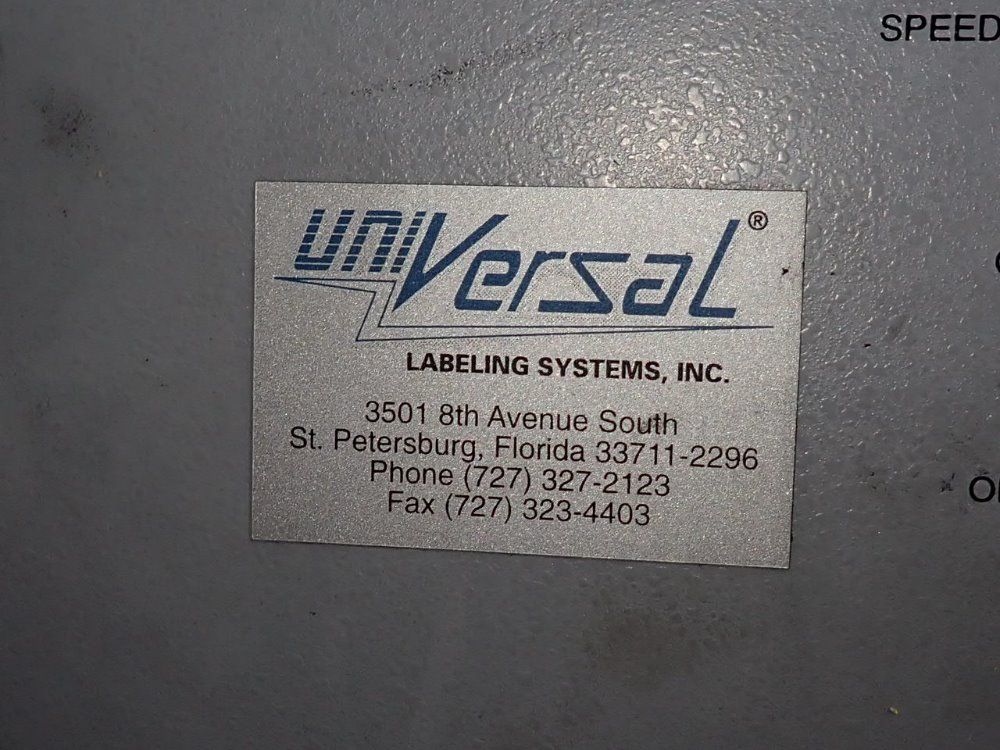 SPEED
uniVersal®
LABELING SYSTEMS, INC.
3501 8th Avenue South
St. Petersburg, Florida 33711-2296
Phone (727) 327-2123
Fax (727) 323-4403